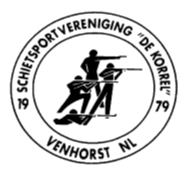 SCHIETSPORTVERENIGING "DE KORREL"
19 79
VENHORST NL